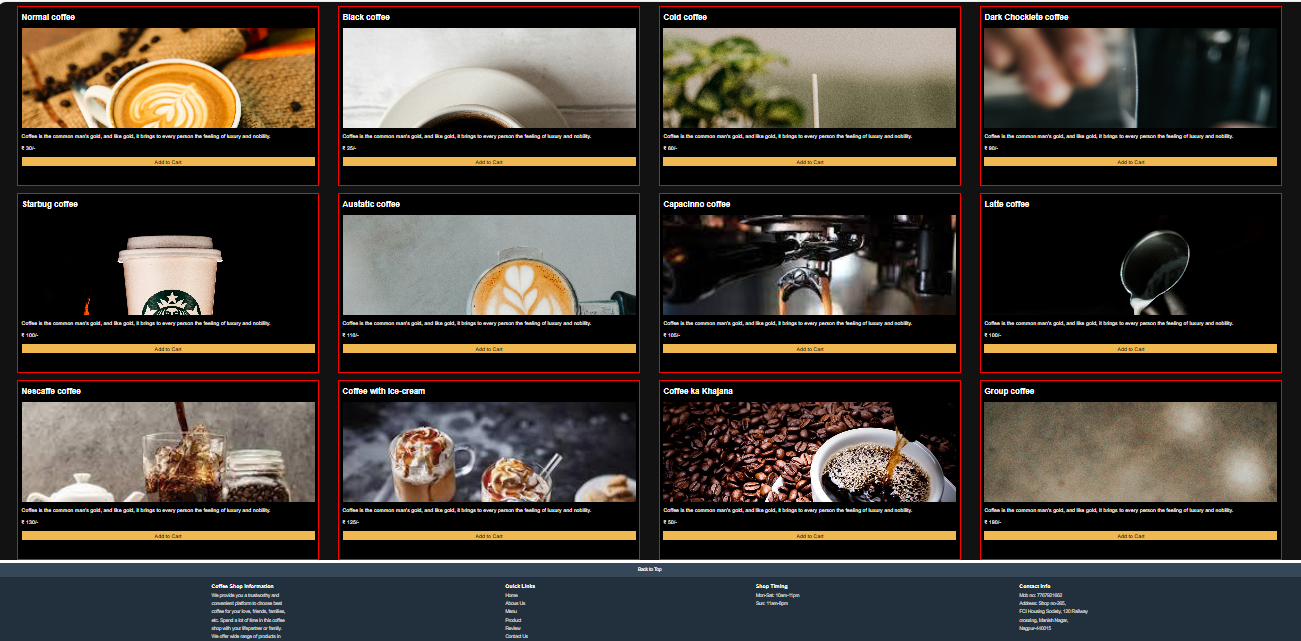 Normal coffee
Black coffee
Cold coffee
Dark Chocklete coffee
Coffee is the common man's gold, and like gold, it brings to every person the feeling of luxury and nobility.
Coffee is the common man's gold, and like gold, it brings to every person the feeling of luxury and nobility.
Coffee is the common man's gold, and like gold, it brings to every person the feeling of luxury and nobility.
Coffee is the common man's gold, and like gold, it brings to every person the feeling of luxury and nobility.
₹ 30/-
₹ 25/-
₹ 60/-
₹ 90/-
Add to Cart
Add to Cart
Add to Cart
Add to Cart
Starbug coffee
Austatic coffee
Capacinno coffee
Latte coffee
Coffee is the common man's gold, and like gold, it brings to every person the feeling of luxury and nobility.
Coffee is the common man's gold, and like gold, it brings to every person the feeling of luxury and nobility.
Coffee is the common man's gold, and like gold, it brings to every person the feeling of luxury and nobility.
Coffee is the common man's gold, and like gold, it brings to every person the feeling of luxury and nobility.
₹ 100/-
₹ 110/-
₹ 105/-
₹ 100/-
Add to Cart
Add to Cart
Add to Cart
Add to Cart
Nescaffe coffee
Coffee with Ice-cream
Coffee ka Khajana
Group coffee
Coffee is the common man's gold, and like gold, it brings to every person the feeling of luxury and nobility.
Coffee is the common man's gold, and like gold, it brings to every person the feeling of luxury and nobility.
Coffee is the common man's gold, and like gold, it brings to every person the feeling of luxury and nobility.
Coffee is the common man's gold, and like gold, it brings to every person the feeling of luxury and nobility.
₹ 130/-
₹ 125/-
₹ 50/-
₹ 190/-
Add to Cart
Add to Cart
Add to Cart
Add to Cart
Back to Top
Coffee Shop Information
We provide you a trustworthy and
convenient platform to choose best
coffee for your love, friends, families,
etc. Spend a lot of time in this coffee
shop with your lifepartner or family.
We offer wide range of products in
Quick Links
Home
About Us
Menu
Product
Review
Contact Us
Shop Timing
Mon-Sat: 10am-11pm
Sun: 11am-8pm
Contact Info
Mob no:
Address: Shop no-365,
FCI Housing Society, 120 Railway
crossing, Manish Nagar,
Nagpur-440015